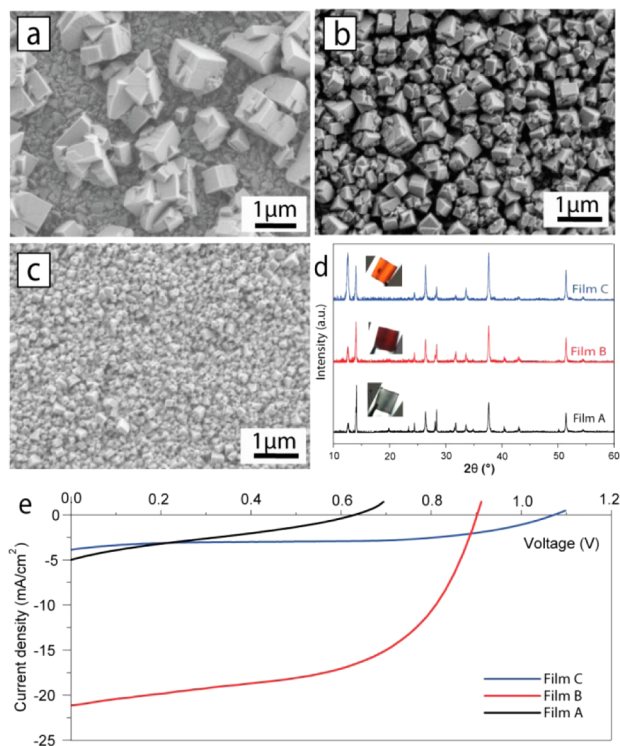 a
1μm
b
1μm
c
1μm
d
Intensity (a.u.)
Film C
Film B
Film A
10 20 30 40 50 60
2θ (°)
e
0.0 0.2 0.4 0.6 0.8 1.0 1.2
0
-5
-10
-15
-20
-25
Voltage (V)
Current density (mA/cm²)
Film C
Film B
Film A